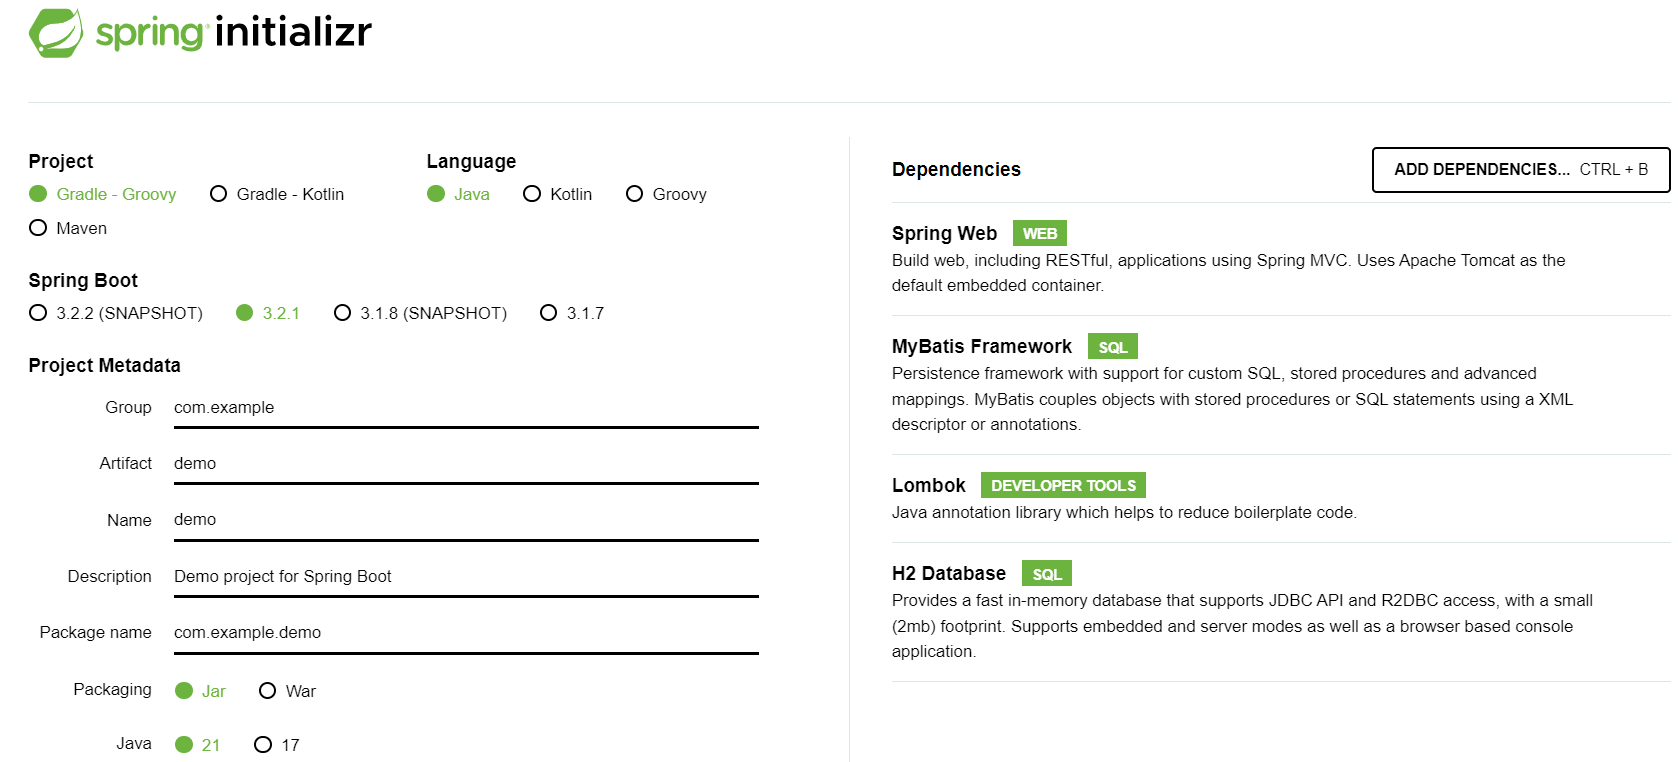 spring initializr
Project
Gradle - Groovy Gradle - Kotlin
Maven
Language
Java Kotlin Groovy
Spring Boot
3.2.2 (SNAPSHOT) 3.2.1 3.1.8 (SNAPSHOT) 3.1.7
Project Metadata
Group com.example
Artifact demo
Name demo
Description Demo project for Spring Boot
Package name com.example.demo
Packaging Jar War
Java 21 17
Dependencies
ADD DEPENDENCIES... CTRL + B
Spring Web WEB
Build web, including RESTful, applications using Spring MVC. Uses Apache Tomcat as the
default embedded container.
MyBatis Framework SQL
Persistence framework with support for custom SQL, stored procedures and advanced
mappings. MyBatis couples objects with stored procedures or SQL statements using a XML
descriptor or annotations.
Lombok DEVELOPER TOOLS
Java annotation library which helps to reduce boilerplate code.
H2 Database SQL
Provides a fast in-memory database that supports JDBC API and R2DBC access, with a small
(2mb) footprint. Supports embedded and server modes as well as a browser based console
application.